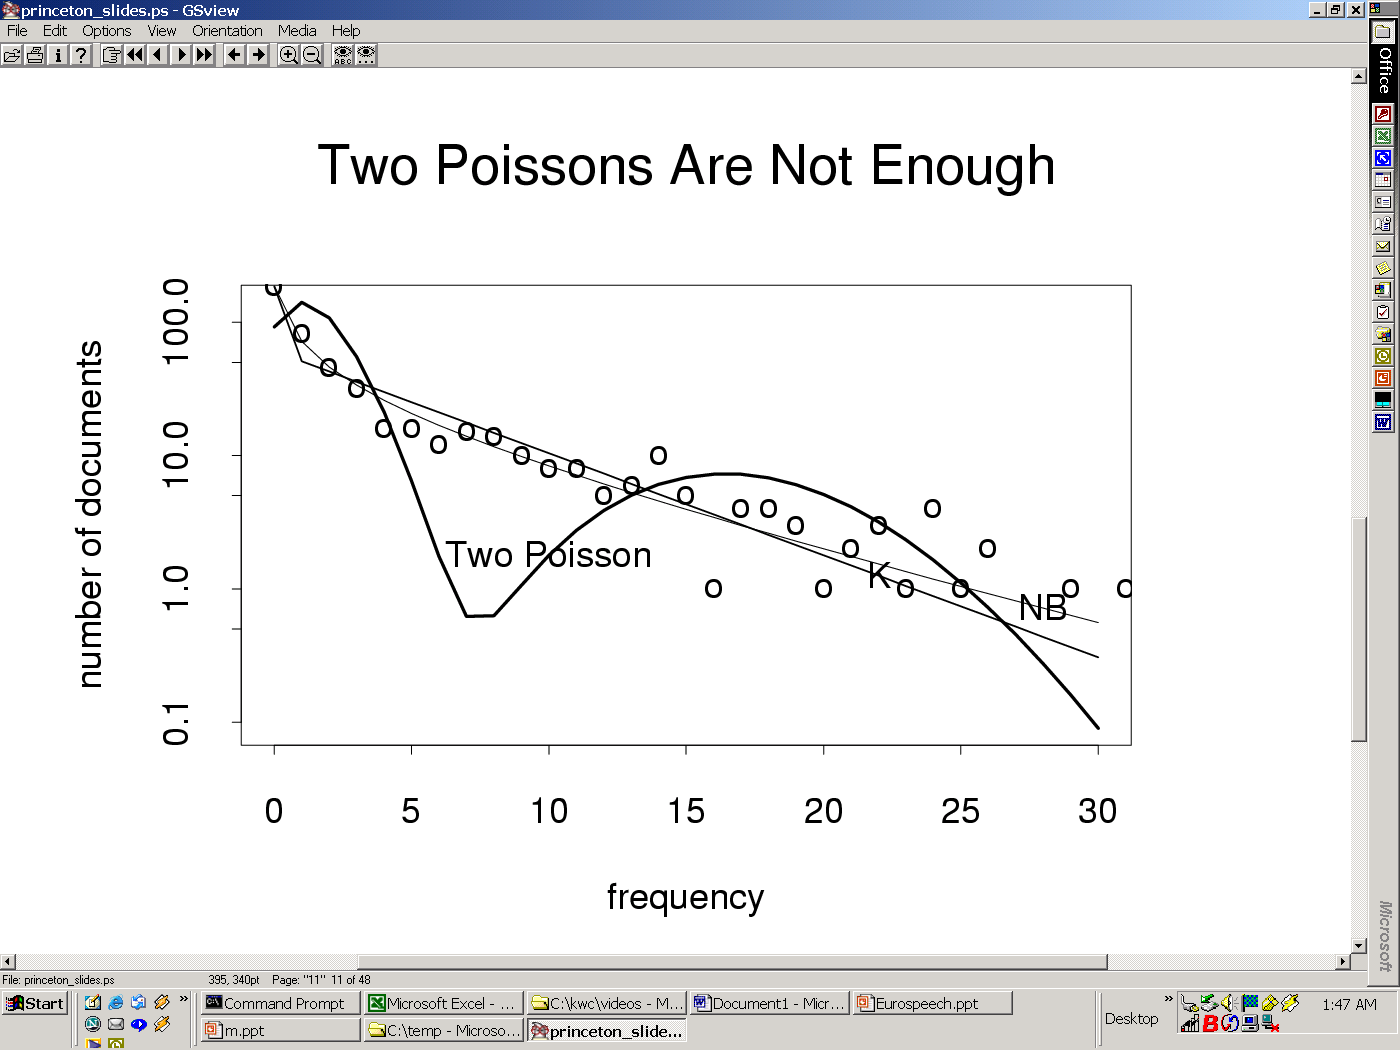 princeton_slides.ps - GSview
File Edit Options View Orientation Media Help
Office
Two Poissons Are Not Enough
number of documents
100.0
10.0
1.0
0.1
Two Poisson
K
NB
0 5 10 15 20 25 30
frequency
Microsoft
File: princeton_slides.ps 395, 340pt Page: "11" 11 of 48
Start
Command Prompt
Microsoft Excel - ...
C:\kwc\videos - M...
Document1 - Micr...
Eurospeech.ppt
m.ppt
C:\temp - Microso...
princeton_slide...
Desktop
1:47 AM